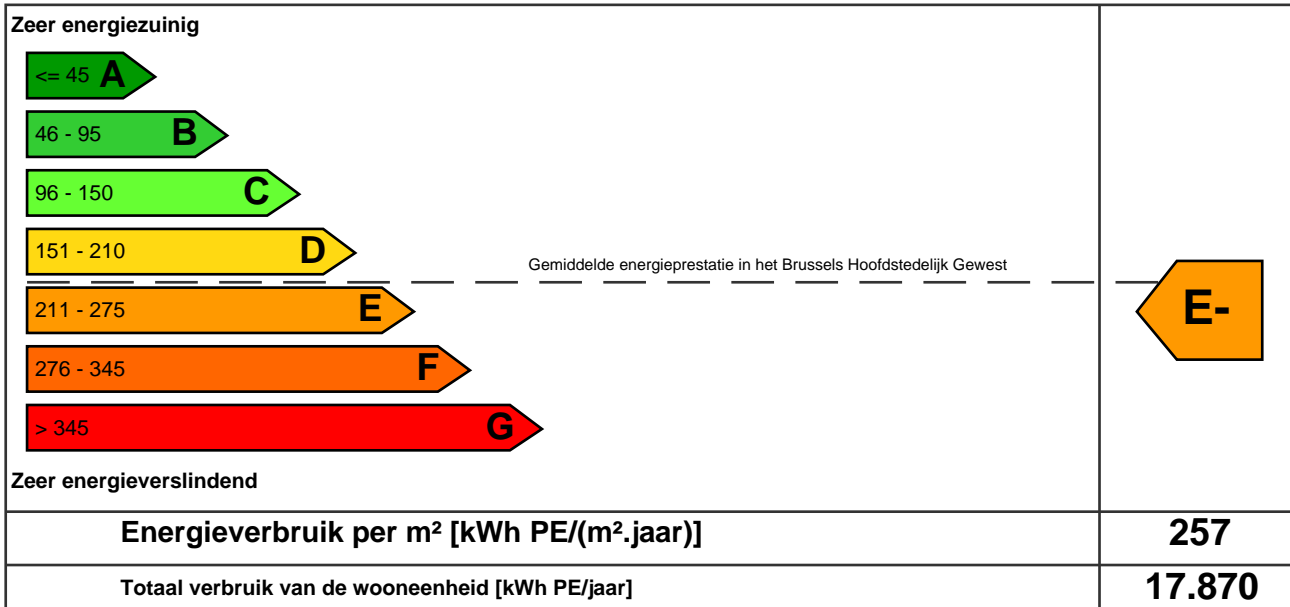 Zeer energiezuinig
<= 45 A
46 - 95 B
96 - 150 C
151 - 210 D
Gemiddelde energieprestatie in het Brussels Hoofdstedelijk Gewest
211 - 275 E
E-
276 - 345 F
> 345 G
Zeer energieverslindend
Energieverbruik per m² [kWh PE/(m².jaar)] 257
Totaal verbruik van de wooneenheid [kWh PE/jaar] 17.870